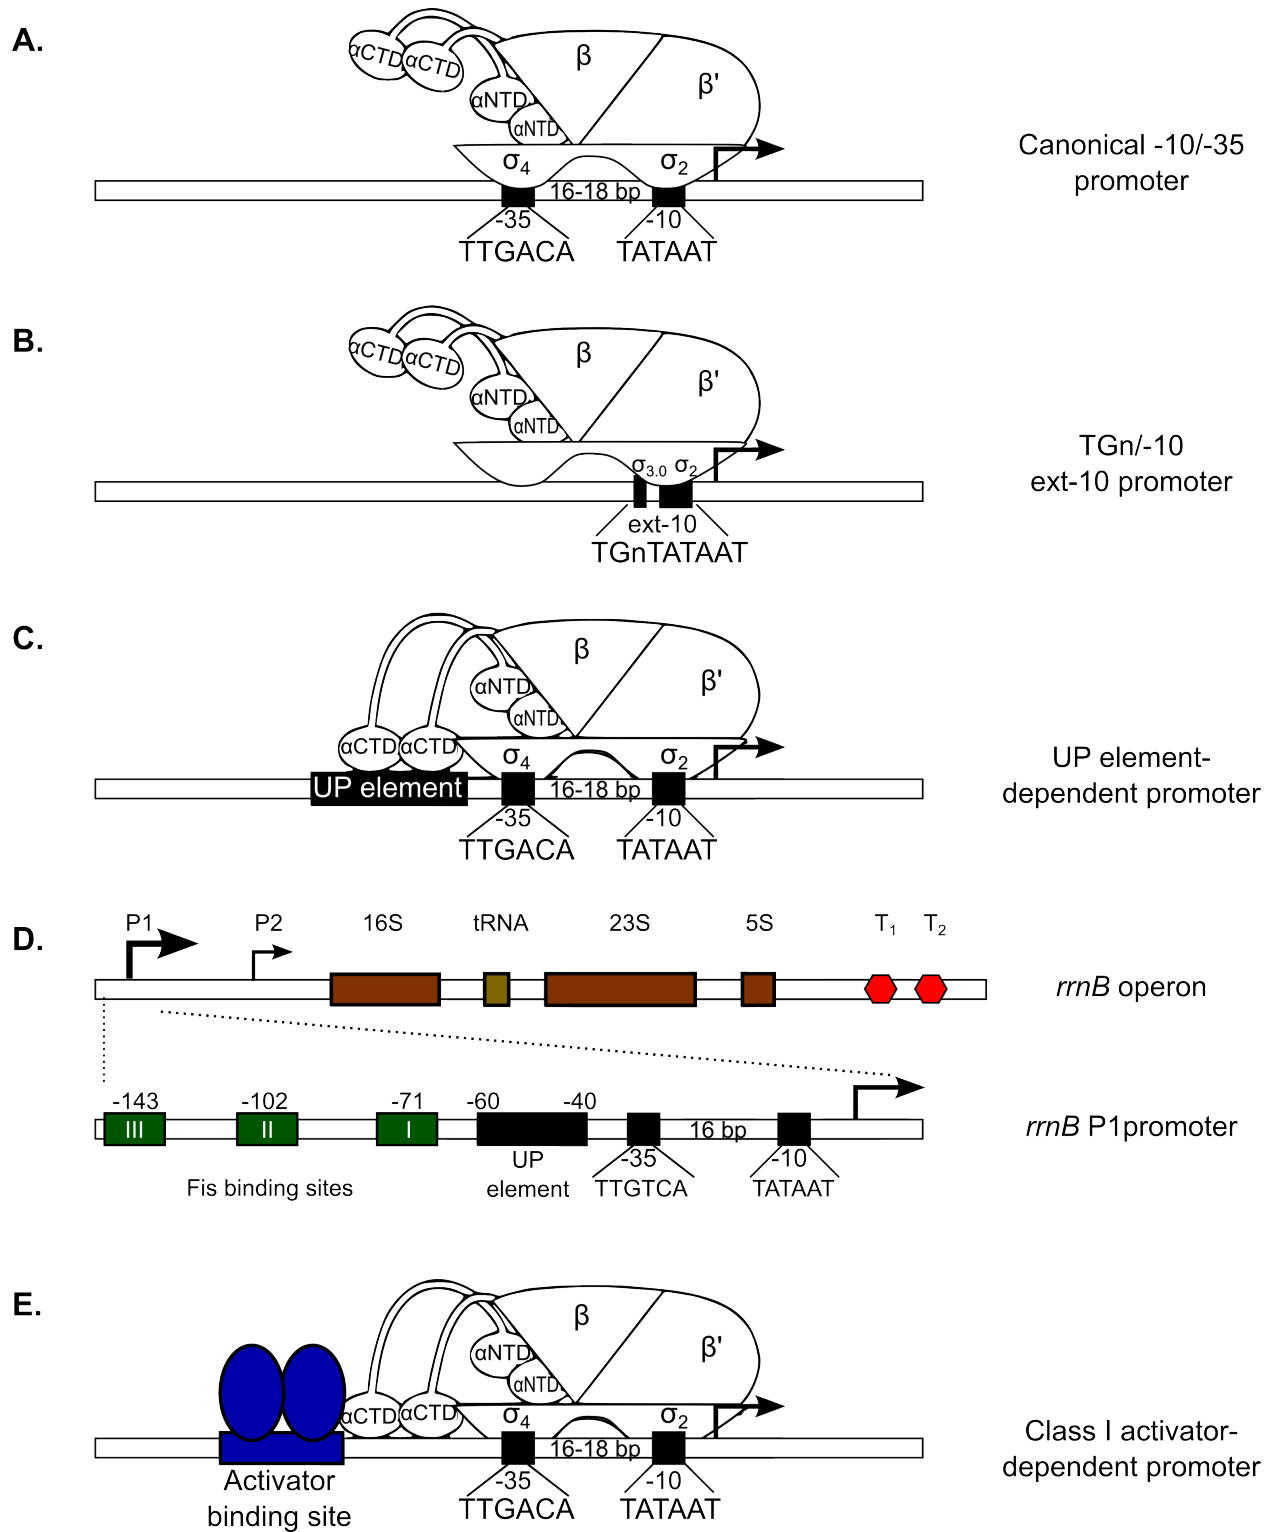 A.
αCTD αCTD
β
β'
αNTD
αNTD
σ4 σ2
16-18 bp
-35 -10
TTGACA TATAAT
Canonical -10/-35
promoter
B.
αCTD αCTD
β
β'
αNTD
αNTD
σ3.0 σ2
ext-10
TGnTATAAT
TGn/-10
ext-10 promoter
C.
β
β'
αNTD
αNTD
αCTD αCTD
σ4 σ2
UP element 16-18 bp
-35 -10
TTGACA TATAAT
UP element-
dependent promoter
D.
P1 P2 16S tRNA 23S 5S T1 T2
rrnB operon
-143 -102 -71 -60 -40
III II I 16 bp
rrnB P1promoter
UP -35 -10
Fis binding sites element TTGTCA TATAAT
E.
β
β'
αNTD
αNTD
αCTD αCTD
σ4 σ2
16-18 bp
Activator -35 -10
binding site TTGACA TATAAT
Class I activator-
dependent promoter